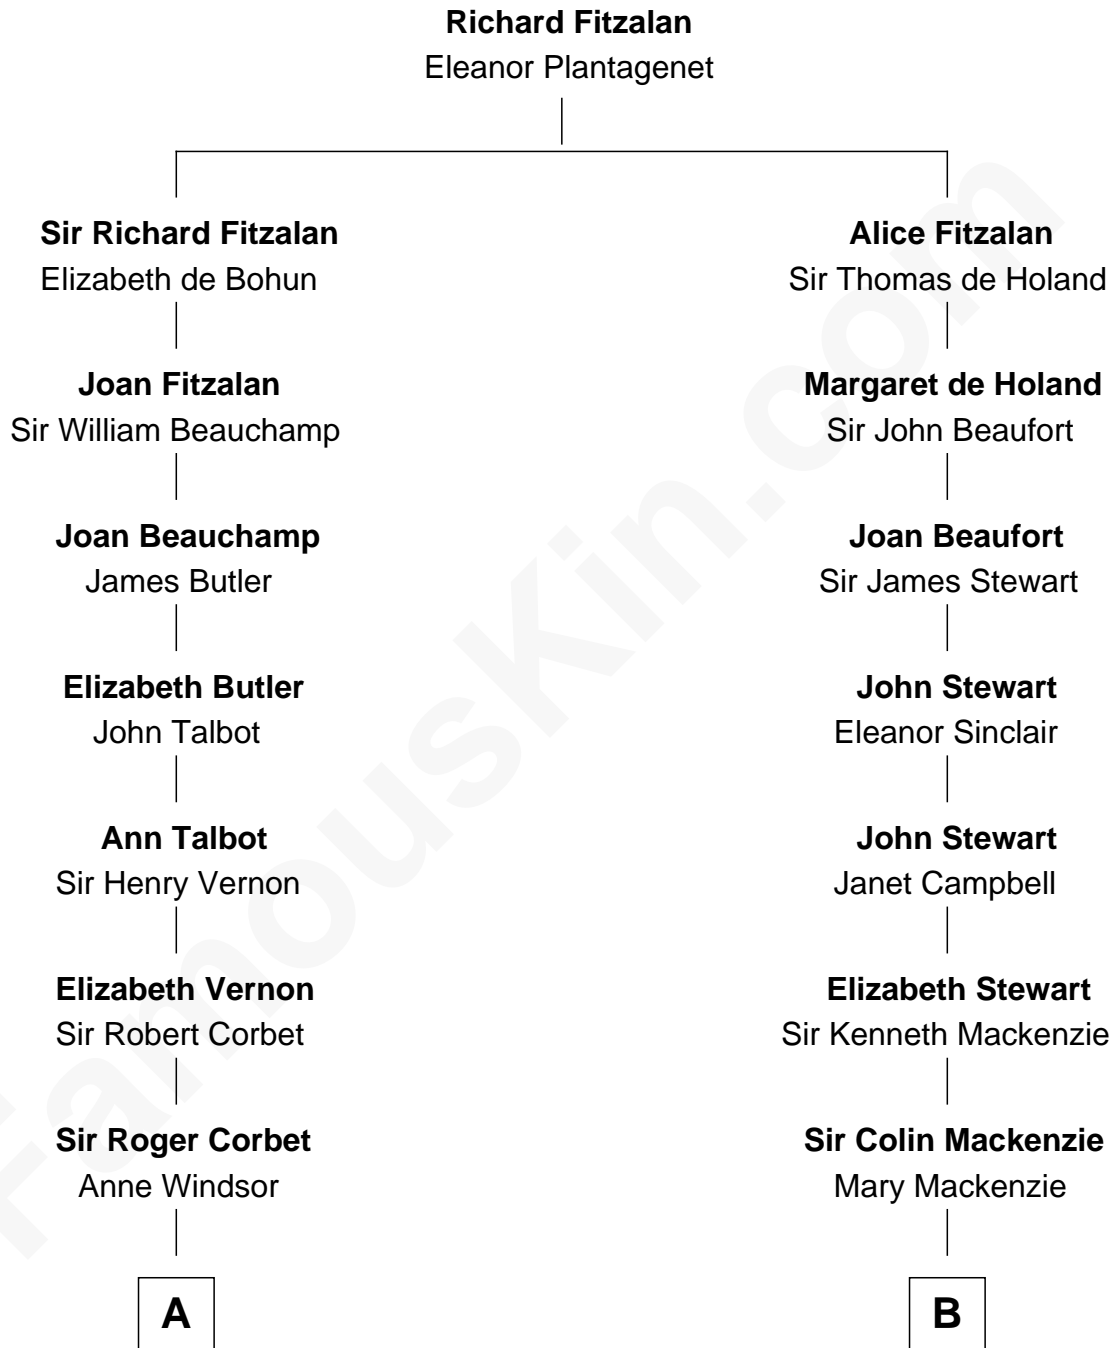 Richard Fitzalan
Eleanor Plantagenet
Sir Richard Fitzalan
Elizabeth de Bohun
Alice Fitzalan
Sir Thomas de Holand
Joan Fitzalan
Sir William Beauchamp
Margaret de Holand
Sir John Beaufort
Joan Beauchamp
James Butler
Joan Beaufort
Sir James Stewart
Elizabeth Butler
John Talbot
John Stewart
Eleanor Sinclair
Ann Talbot
Sir Henry Vernon
John Stewart
Janet Campbell
Elizabeth Vernon
Sir Robert Corbet
Elizabeth Stewart
Sir Kenneth Mackenzie
Sir Roger Corbet
Anne Windsor
Sir Colin Mackenzie
Mary Mackenzie
A
B
FamousKin.com